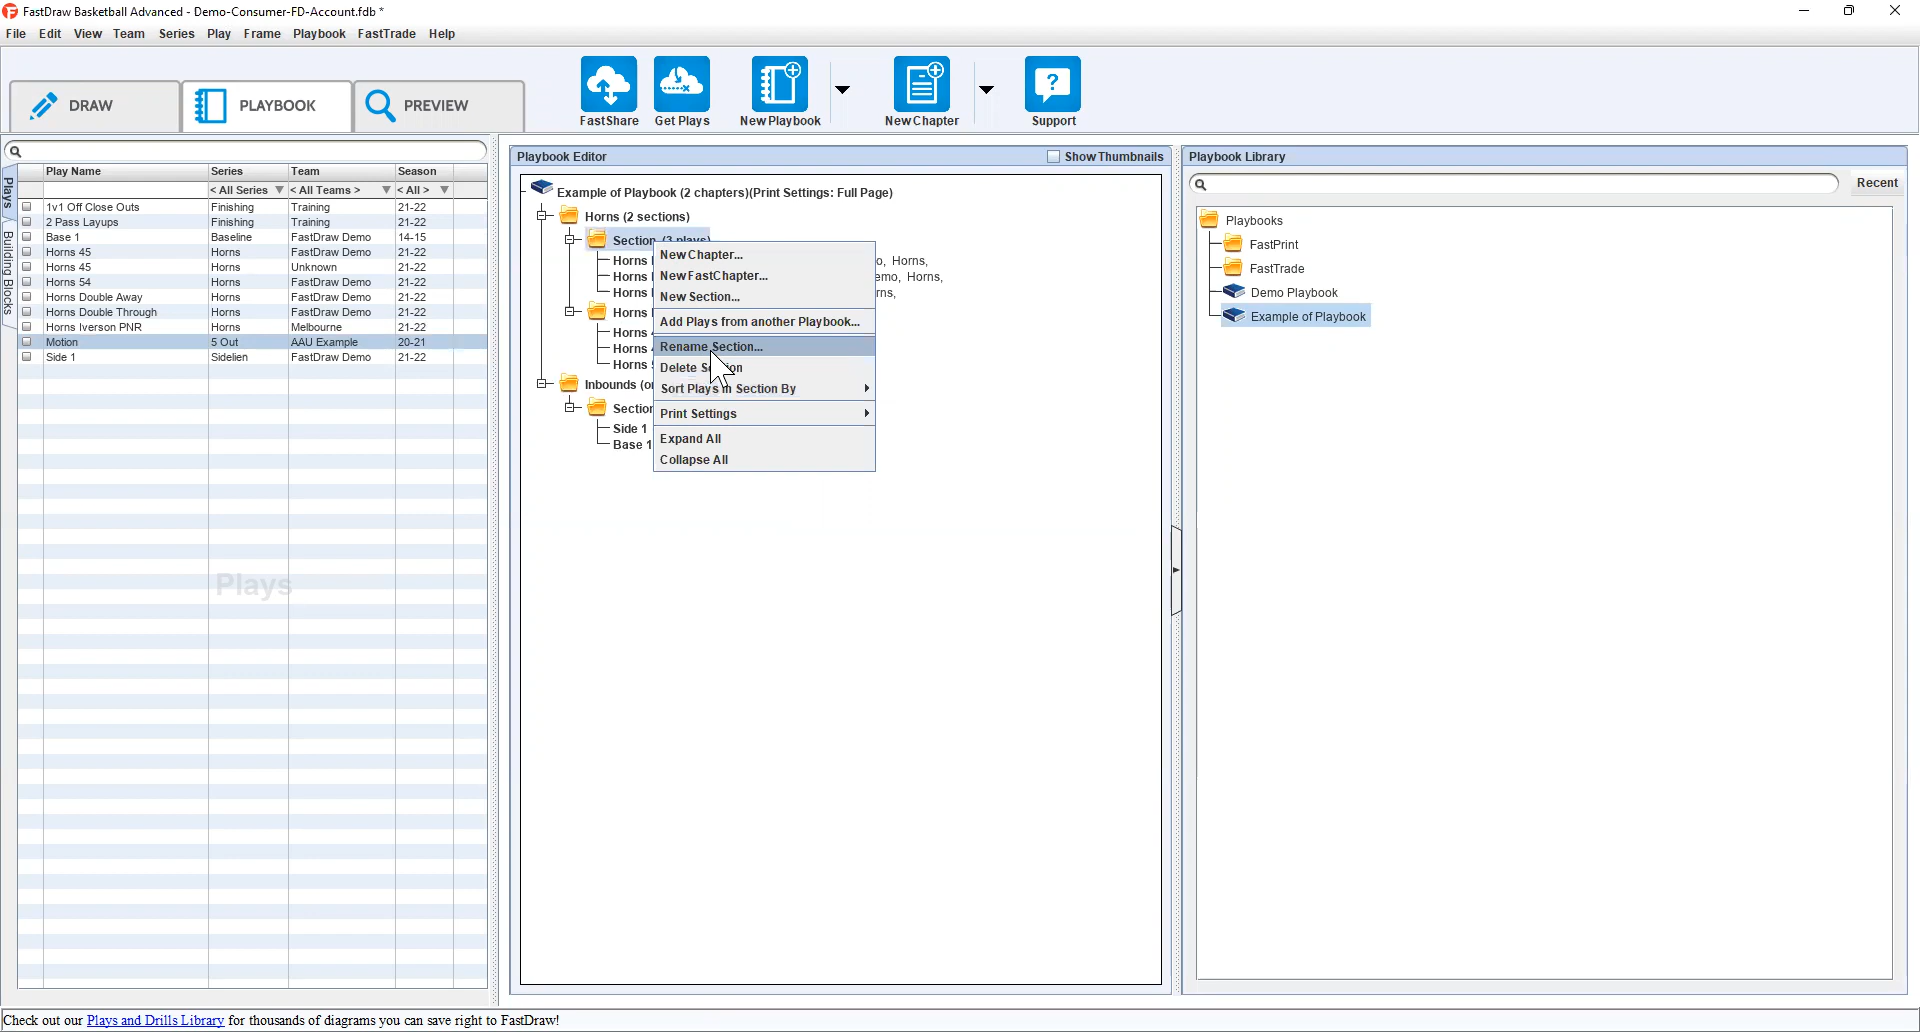 FastDraw Basketball Advanced - Demo-Consumer-FD-Account.fdb *
File Edit View Team Series Play Frame Playbook FastTrade Help
DRAW PLAYBOOK PREVIEW
FastShare Get Plays New Playbook New Chapter Support
Plays
Building Blocks
Play Name Series Team Season
< All Series < All Teams > < All >
1v1 Off Close Outs Finishing Training 21-22
2 Pass Layups Finishing Training 21-22
Base 1 Baseline FastDraw Demo 14-15
Horns 45 Horns FastDraw Demo 21-22
Horns 45 Horns Unknown 21-22
Horns 54 Horns FastDraw Demo 21-22
Horns Double Away Horns FastDraw Demo 21-22
Horns Double Through Horns FastDraw Demo 21-22
Horns Iverson PNR Horns Melbourne 21-22
Motion 5 Out AAU Example 20-21
Side 1 Sidelien FastDraw Demo 21-22
Plays
Playbook Editor Show Thumbnails
Example of Playbook (2 chapters)(Print Settings: Full Page)
Horns (2 sections)
Section (3 plays)
Horns o, Horns,
Horns emo, Horns,
Horns rns,
Horns
Horns
Horns
Horns
Inbounds (o
Section
Side 1
Base 1
New Chapter...
New FastChapter...
New Section...
Add Plays from another Playbook...
Rename Section...
Delete S on
Sort Plays in Section By
Print Settings
Expand All
Collapse All
Playbook Library
Recent
Playbooks
FastPrint
FastTrade
Demo Playbook
Example of Playbook
Check out our Plays and Drills Library for thousands of diagrams you can save right to FastDraw!